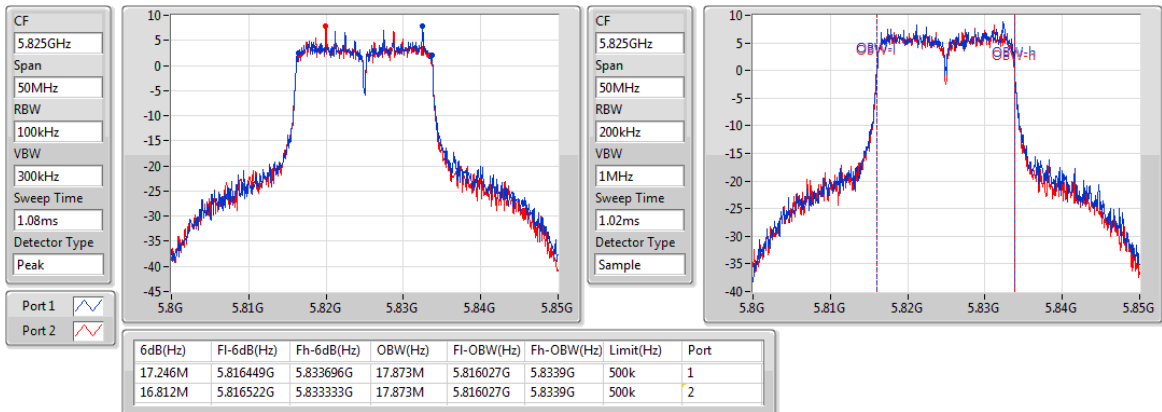 CF
5.825GHz
Span
50MHz
RBW
100kHz
VBW
300kHz
Sweep Time
1.08ms
Detector Type
Peak
Port 1
Port 2
10
5
0
-5
-10
-15
-20
-25
-30
-35
-40
-45
5.8G 5.81G 5.82G 5.83G 5.84G 5.85G
CF
5.825GHz
Span
50MHz
RBW
200kHz
VBW
1MHz
Sweep Time
1.02ms
Detector Type
Sample
10
5
0
-5
-10
-15
-20
-25
-30
-35
-40
OBW-l OBW-h
5.8G 5.81G 5.82G 5.83G 5.84G 5.85G
6dB(Hz) Fl-6dB(Hz) Fh-6dB(Hz) OBW(Hz) Fl-OBW(Hz) Fh-OBW(Hz) Limit(Hz) Port
17.246M 5.816449G 5.833696G 17.873M 5.816027G 5.8339G 500k 1
16.812M 5.816522G 5.833333G 17.873M 5.816027G 5.8339G 500k 2